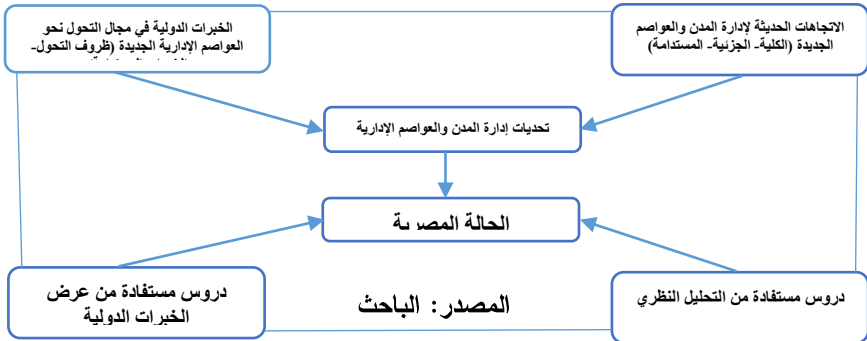 الاتجاهات الحديثة لإدارة المدن والعواصم
الجديدة (الكلية- الجزئية- المستدامة)
الخبرات الدولية في مجال التحول نحو
العواصم الإدارية الجديدة (ظروف التحول-
تحديات إدارة المدن والعواصم الإدارية
الحالة المصرية
دروس مستفادة من التحليل النظري
دروس مستفادة من عرض
الخبرات الدولية
المصدر: الباحث